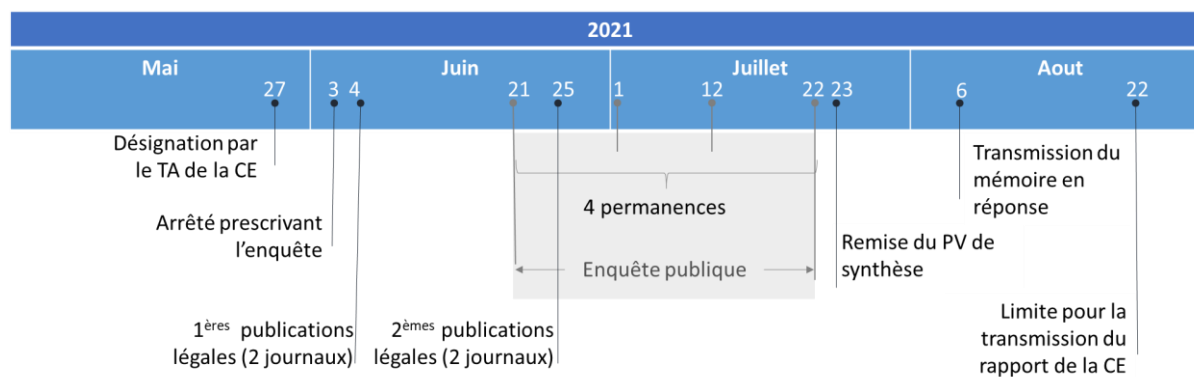 2021
Mai
Juin
Juillet
Aout
27
3
4
21
25
1
12
22
23
6
22
Désignation par
le TA de la CE
Transmission du
mémoire en
réponse
4 permanences
Arrêté prescrivant
l’enquête
Remise du PV de
synthèse
Enquête publique
1ères publications
légales (2 journaux)
2èmes publications
légales (2 journaux)
Limite pour la
transmission du
rapport de la CE